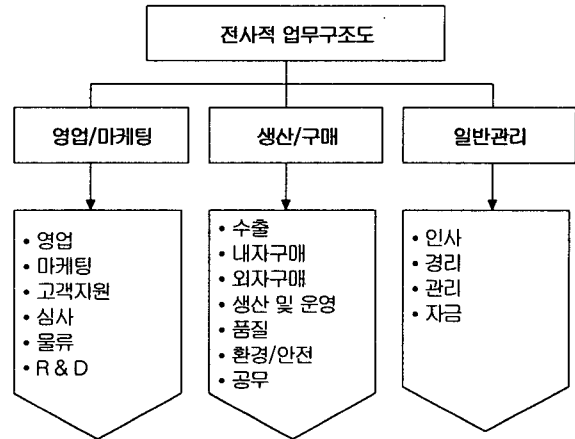 전사적 업무구조도
영업/마케팅
생산/구매
일반관리
• 영업
• 마케팅
• 고객지원
• 심사
• 물류
• R & D
• 수출
• 내자구매
• 외자구매
• 생산 및 운영
• 품질
• 환경/안전
• 공무
• 인사
• 경리
• 관리
• 자금